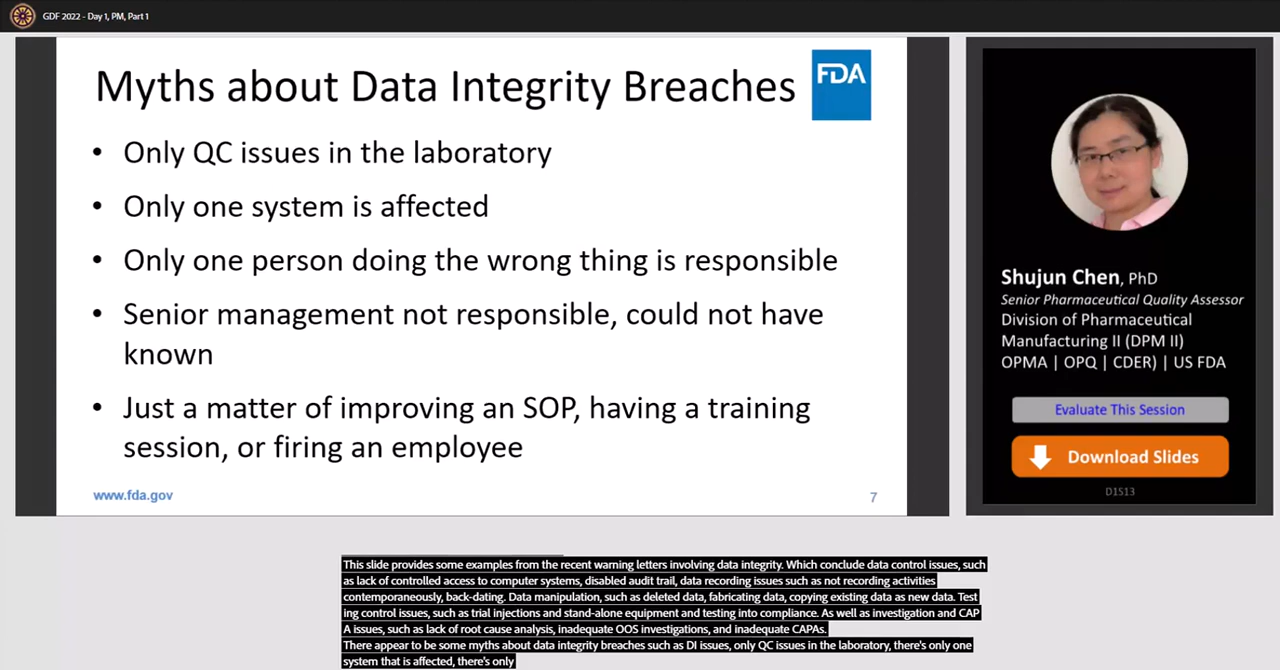 GDF 2022 - Day 1, PM, Part 1
Myths about Data Integrity Breaches
FDA
• Only QC issues in the laboratory
• Only one system is affected
• Only one person doing the wrong thing is responsible
• Senior management not responsible, could not have
known
• Just a matter of improving an SOP, having a training
session, or firing an employee
www.fda.gov
7
Shujun Chen, PhD
Senior Pharmaceutical Quality Assessor
Division of Pharmaceutical
Manufacturing II (DPM II)
OPMA | OPQ | CDER) | US FDA
Evaluate This Session
Download Slides
D1S13
This slide provides some examples from the recent warning letters involving data integrity. Which conclude data control issues, such
as lack of controlled access to computer systems, disabled audit trail, data recording issues such as not recording activities
contemporaneously, back-dating. Data manipulation, such as deleted data, fabricating data, copying existing data as new data. Test
ing control issues, such as trial injections and stand-alone equipment and testing into compliance. As well as investigation and CAP
A issues, such as lack of root cause analysis, inadequate OOS investigations, and inadequate CAPAs.
There appear to be some myths about data integrity breaches such as DI issues, only QC issues in the laboratory, there's only one
system that is affected, there's only